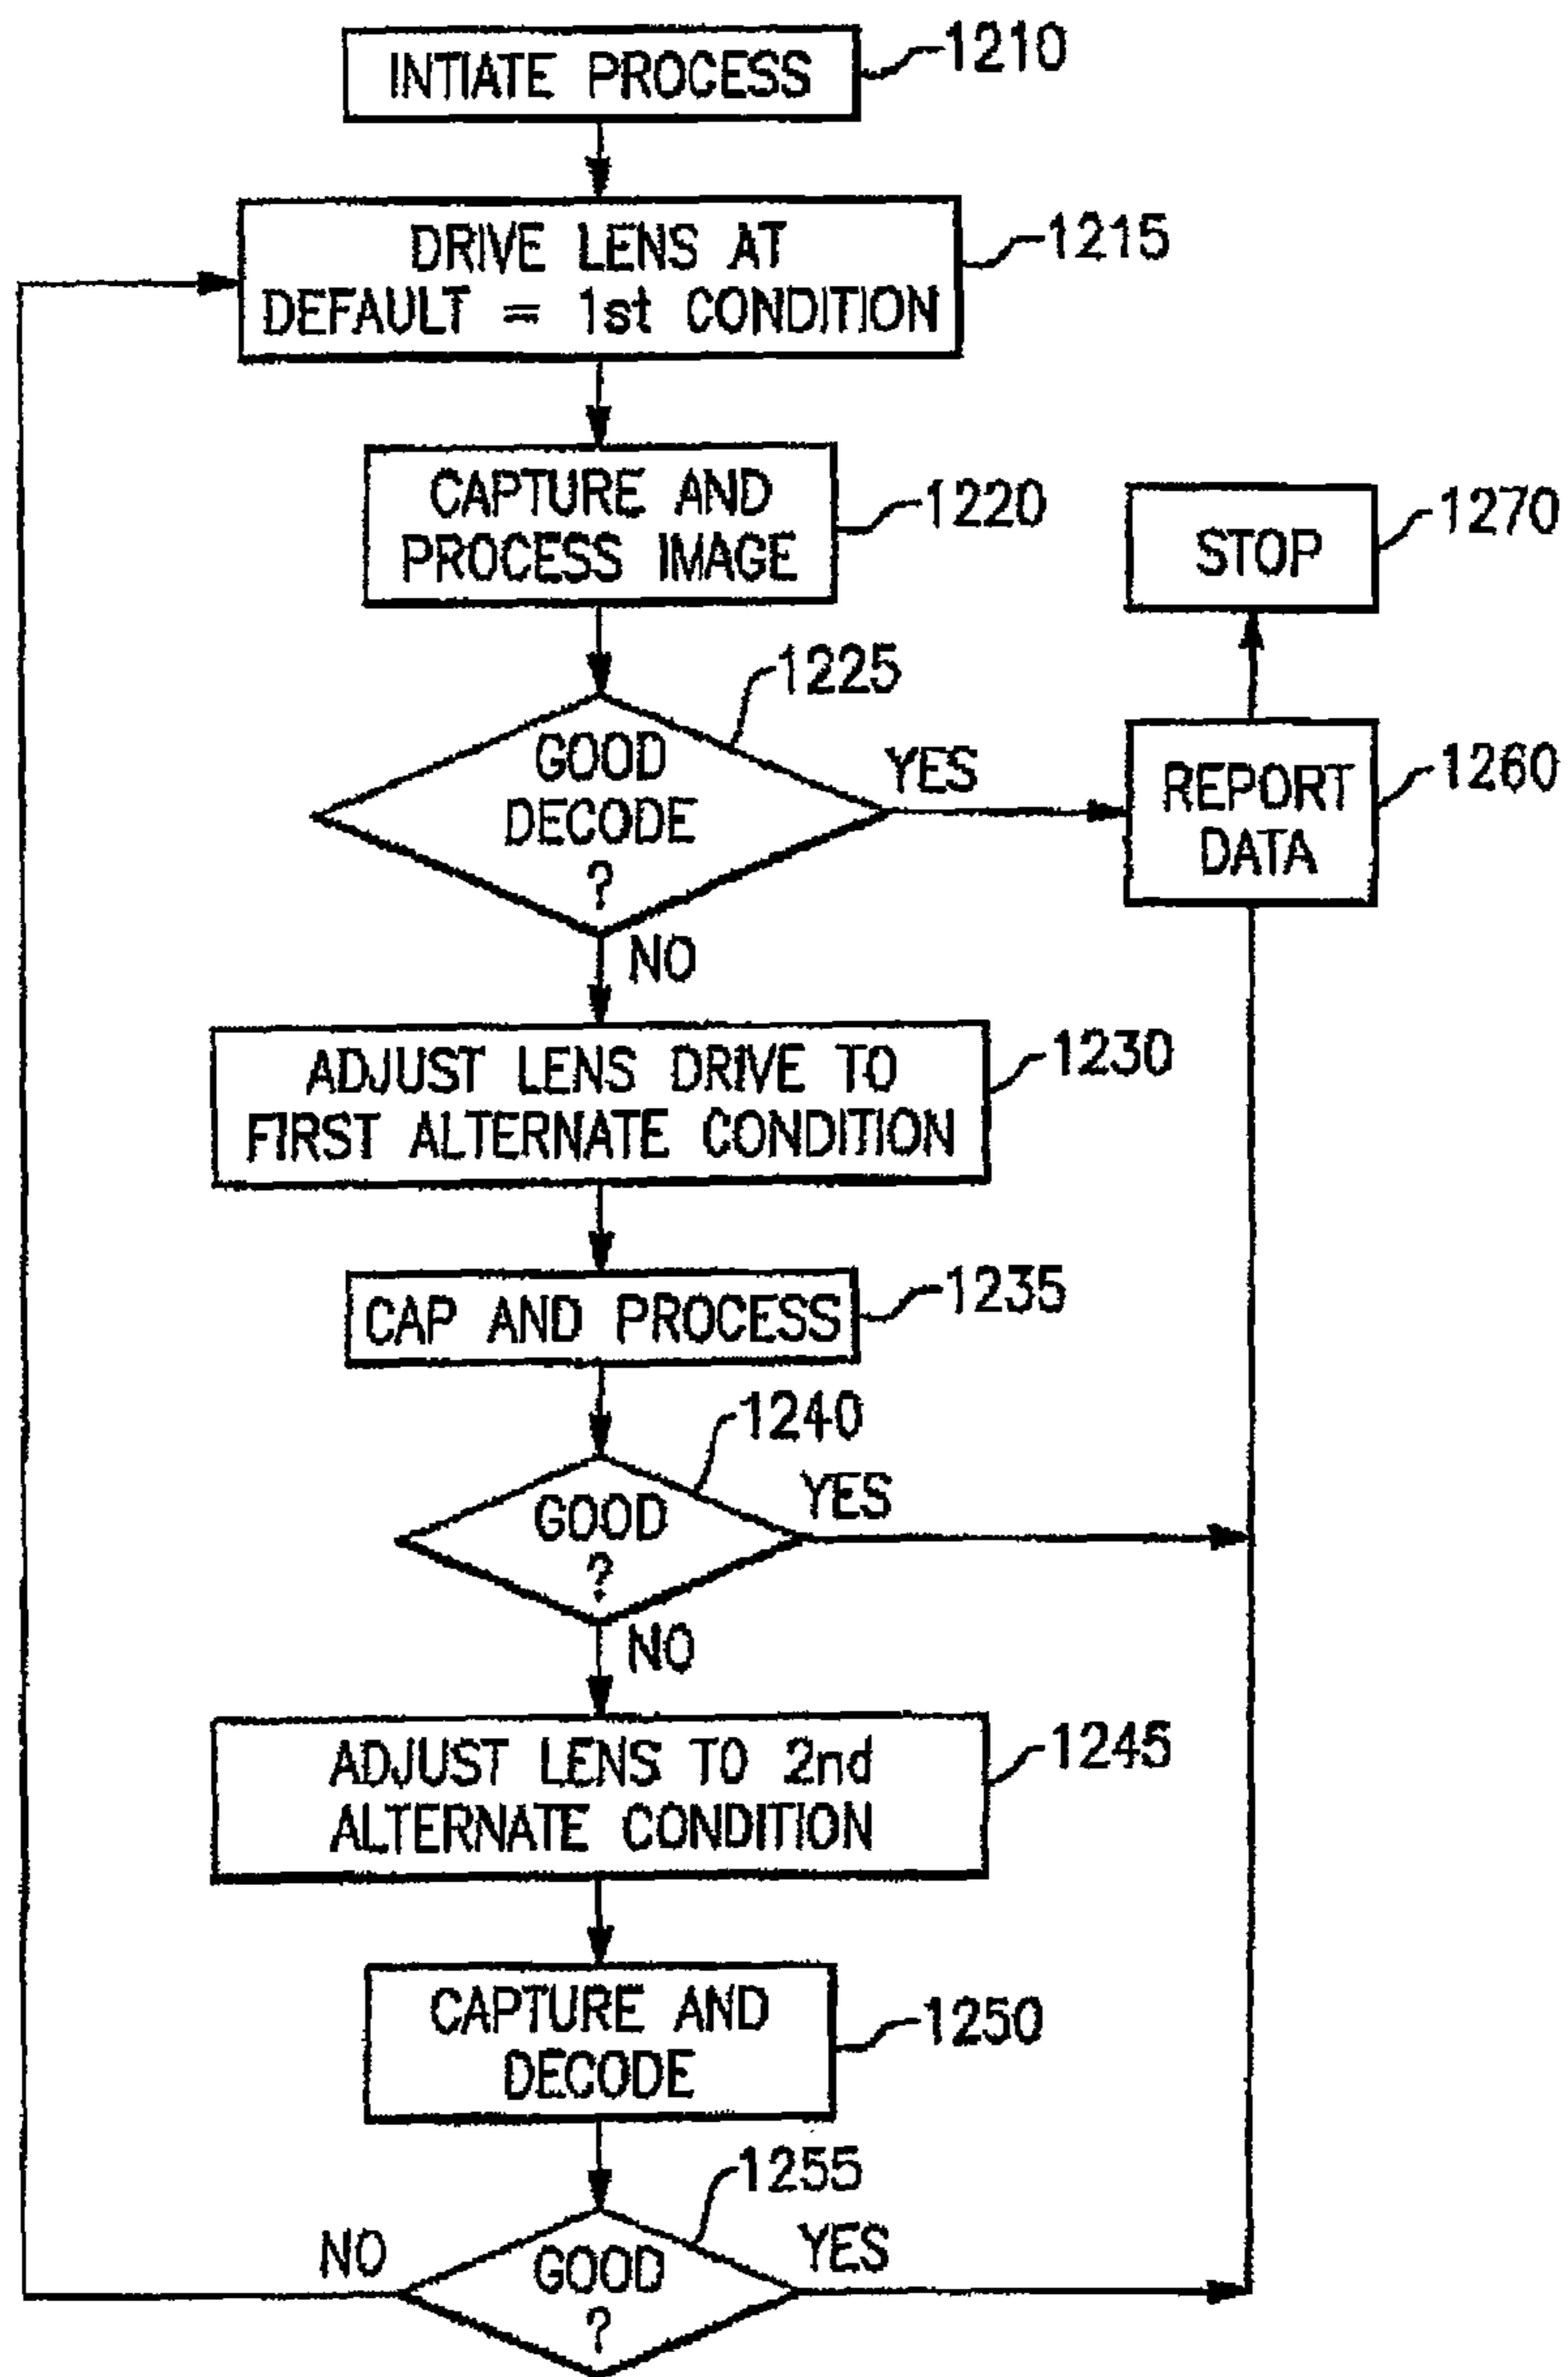 INTIATE PROCESS
1210
DRIVE LENS AT
DEFAULT = 1st CONDITION
1215
CAPTURE AND
PROCESS IMAGE
1220
STOP
1270
GOOD
DECODE
?
1225
YES
NO
REPORT
DATA
1260
ADJUST LENS DRIVE TO
FIRST ALTERNATE CONDITION
1230
CAP AND PROCESS
1235
GOOD
?
1240
YES
NO
ADJUST LENS TO 2nd
ALTERNATE CONDITION
1245
CAPTURE AND
DECODE
1250
GOOD
?
1255
NO
YES